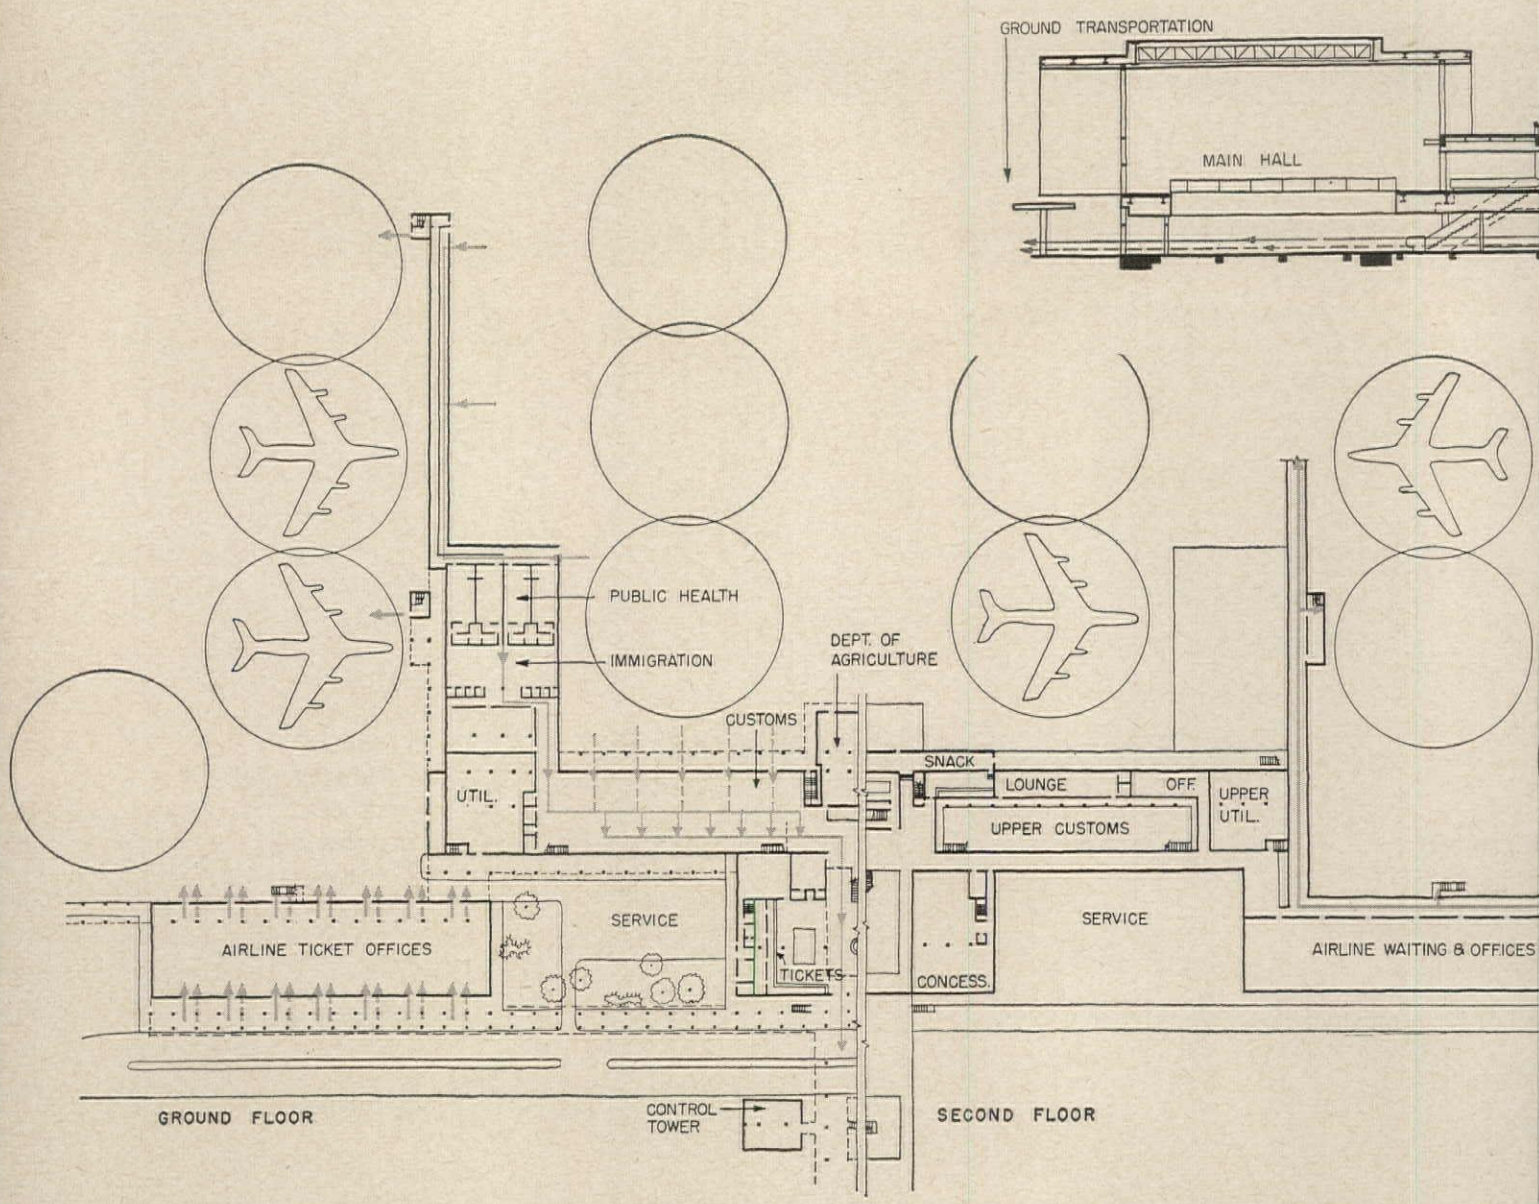 GROUND TRANSPORTATION
MAIN HALL
PUBLIC HEALTH
IMMIGRATION
DEPT. OF
AGRICULTURE
CUSTOMS
SNACK
LOUNGE
OFF.
UPPER
UTIL.
UTIL.
UPPER CUSTOMS
SERVICE
SERVICE
AIRLINE TICKET OFFICES
AIRLINE WAITING & OFFICES
TICKETS
CONCESS.
GROUND FLOOR
CONTROL
TOWER
SECOND FLOOR